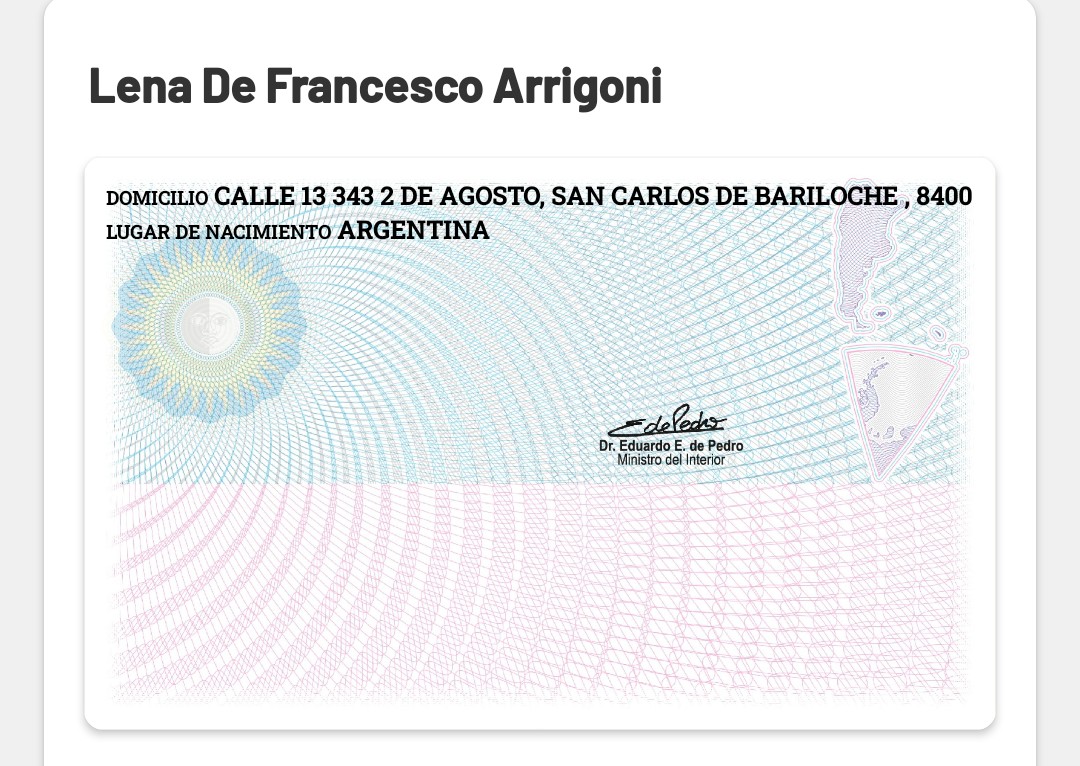 Lena De Francesco Arrigoni
DOMICILIO CALLE 13 343 2 DE AGOSTO, SAN CARLOS DE BARILOCHE , 8400
LUGAR DE NACIMIENTO ARGENTINA
EdePedro
Dr. Eduardo E. de Pedro
Ministro del Interior